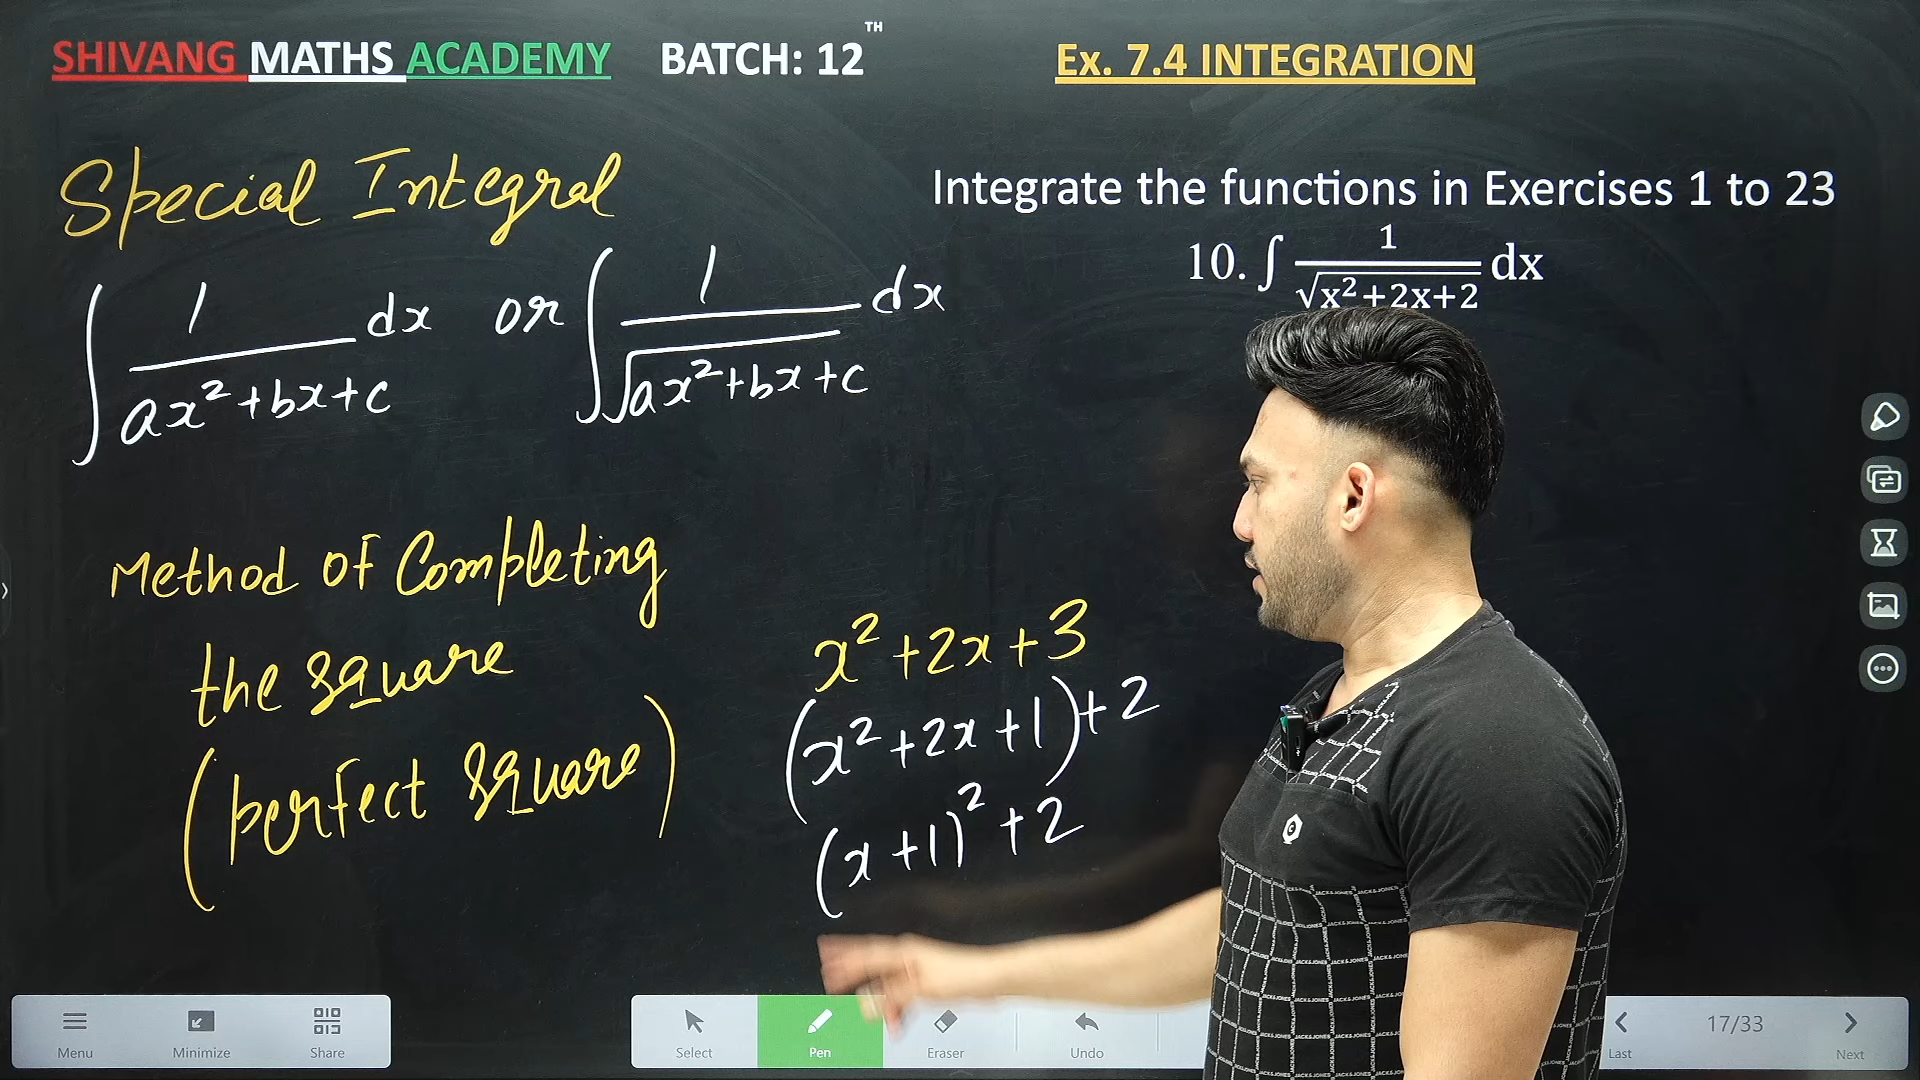 SHIVANG MATHS ACADEMY BATCH: 12TH
Ex. 7.4 INTEGRATION
Special Integral
Integrate the functions in Exercises 1 to 23
10. ∫ 1/√(x²+2x+2) dx
∫ 1/(ax²+bx+c) dx or ∫ 1/√(ax²+bx+c) dx
Method of Completing
the square
(perfect square)
x²+2x+3
(x²+2x+1)+2
(x+1)²+2
Menu
Minimize
Share
Select
Pen
Eraser
Undo
Last
17/33
Next